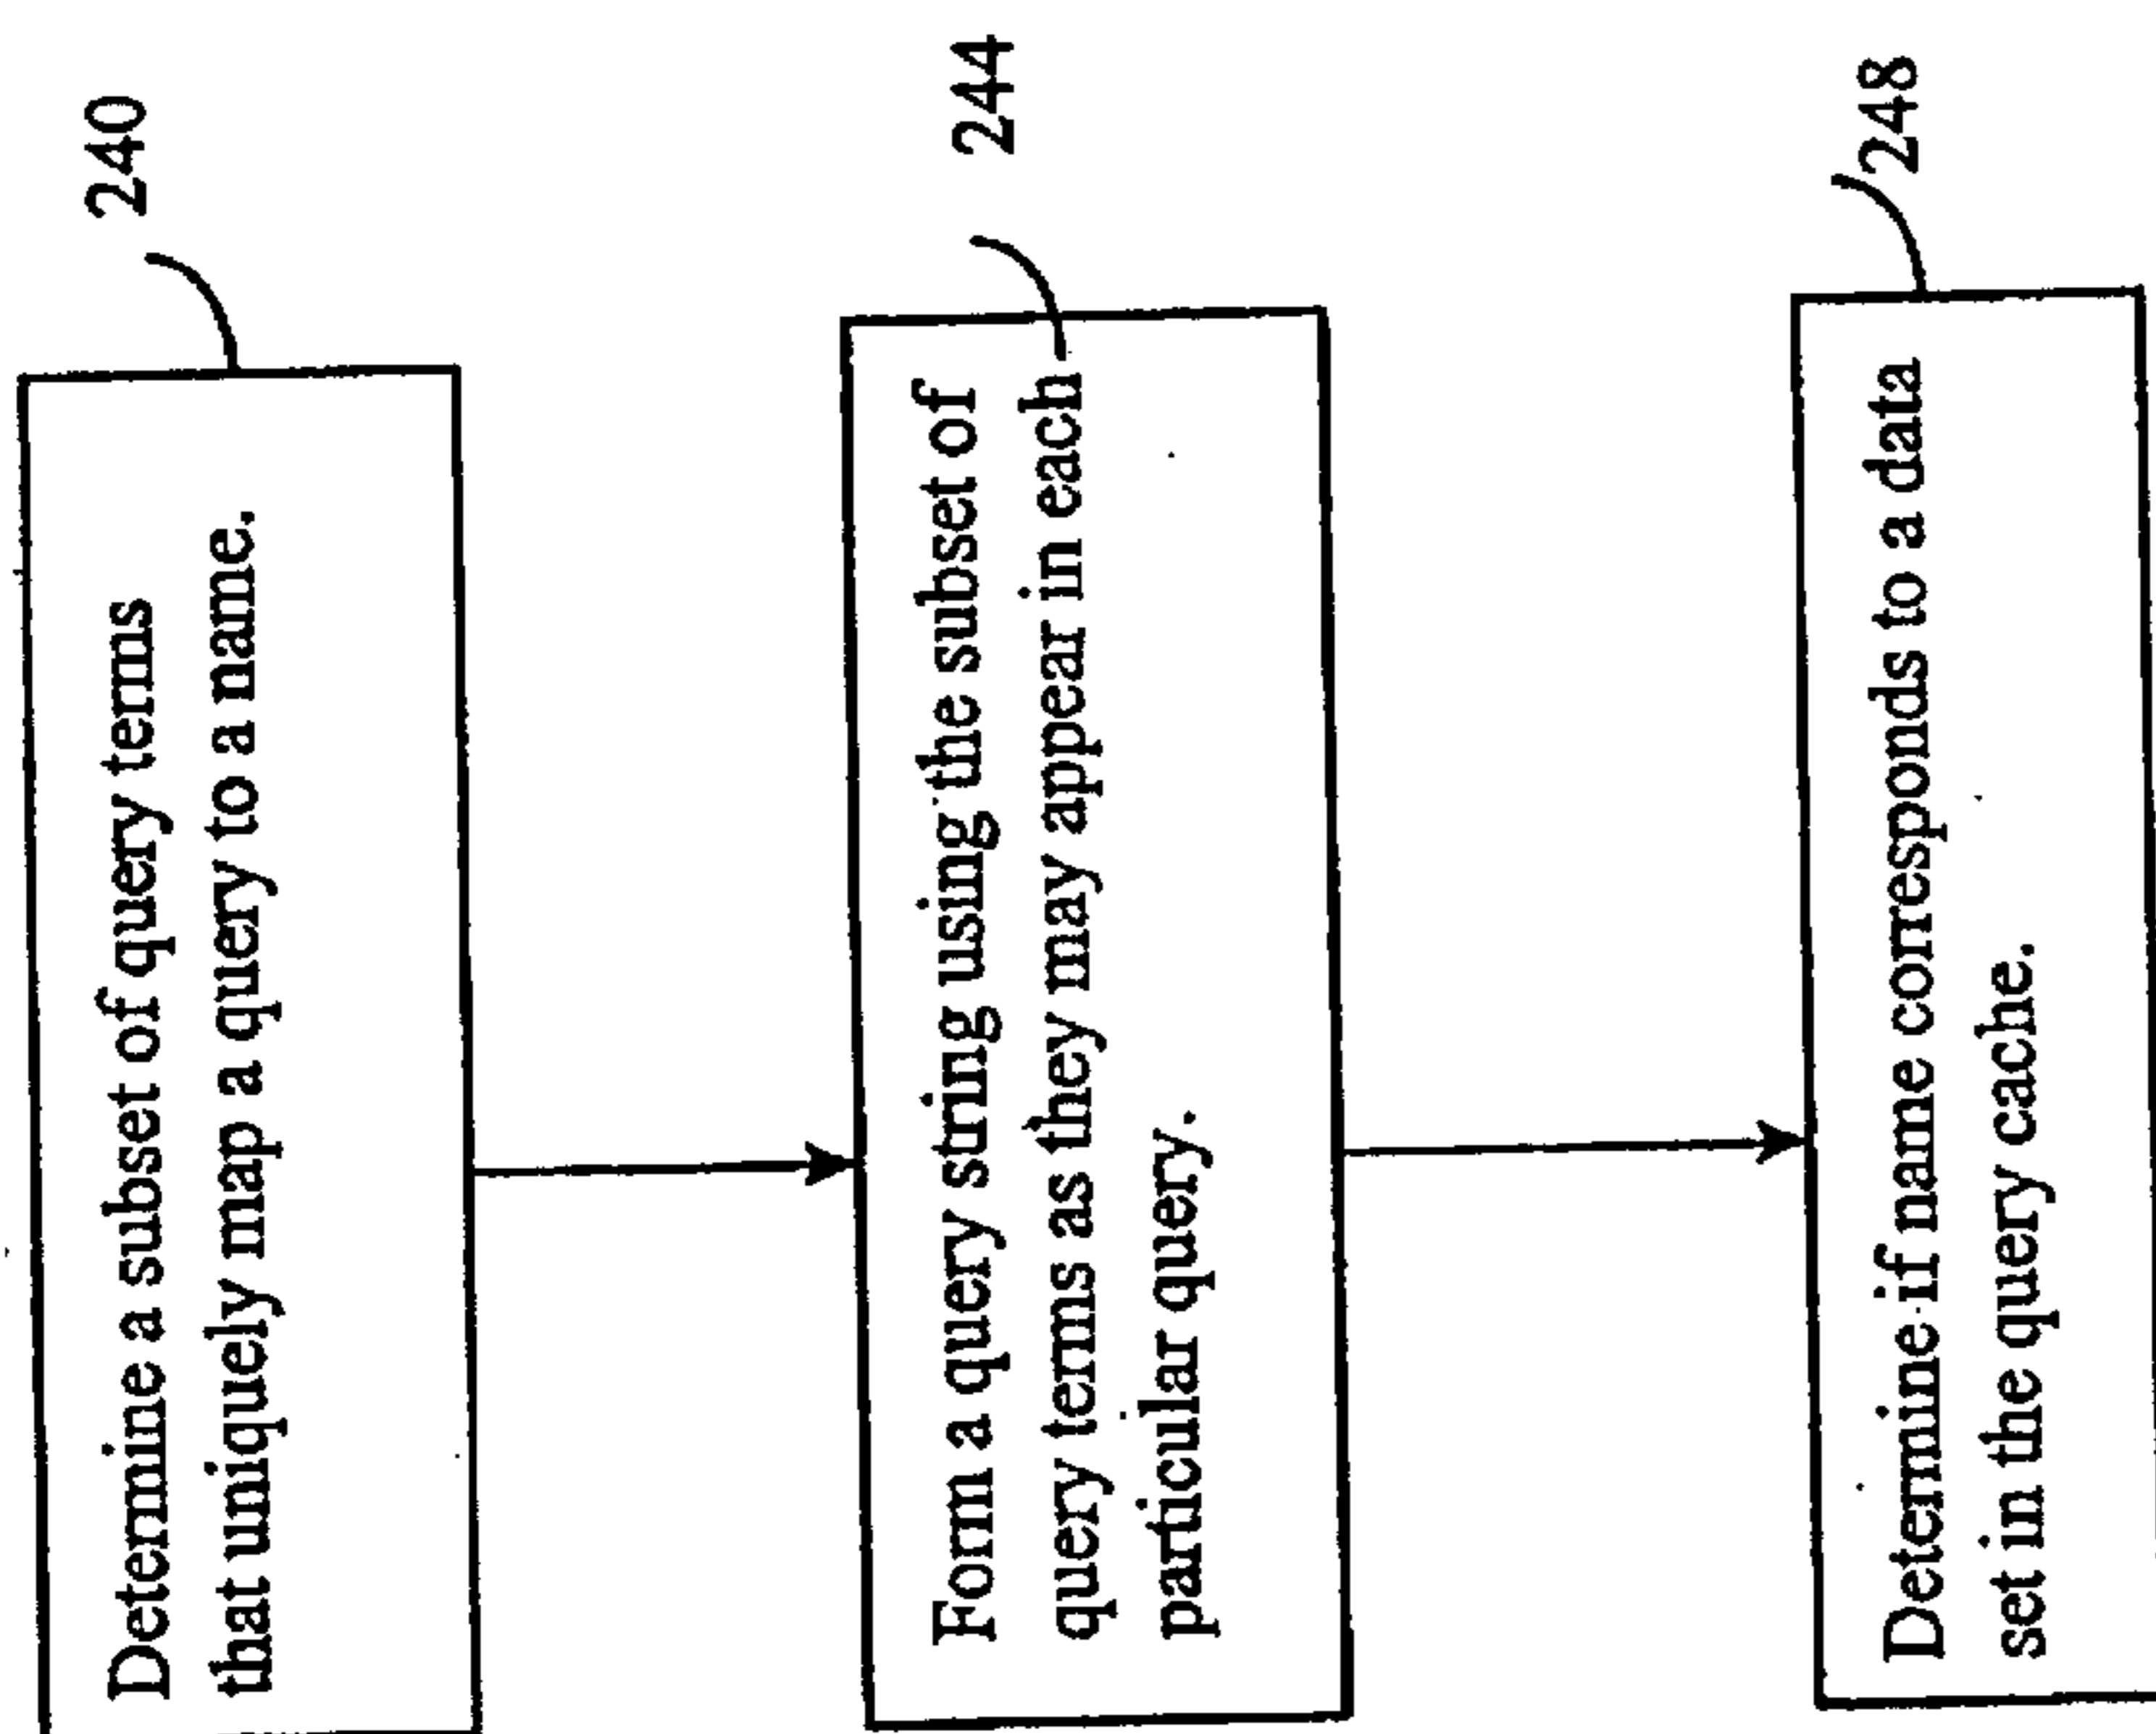 240
Determine a subset of query terms
that uniquely map a query to a name.
244
Form a query string using the subset of
query terms as they may appear in each
particular query.
248
Determine if name corresponds to a data
set in the query cache.